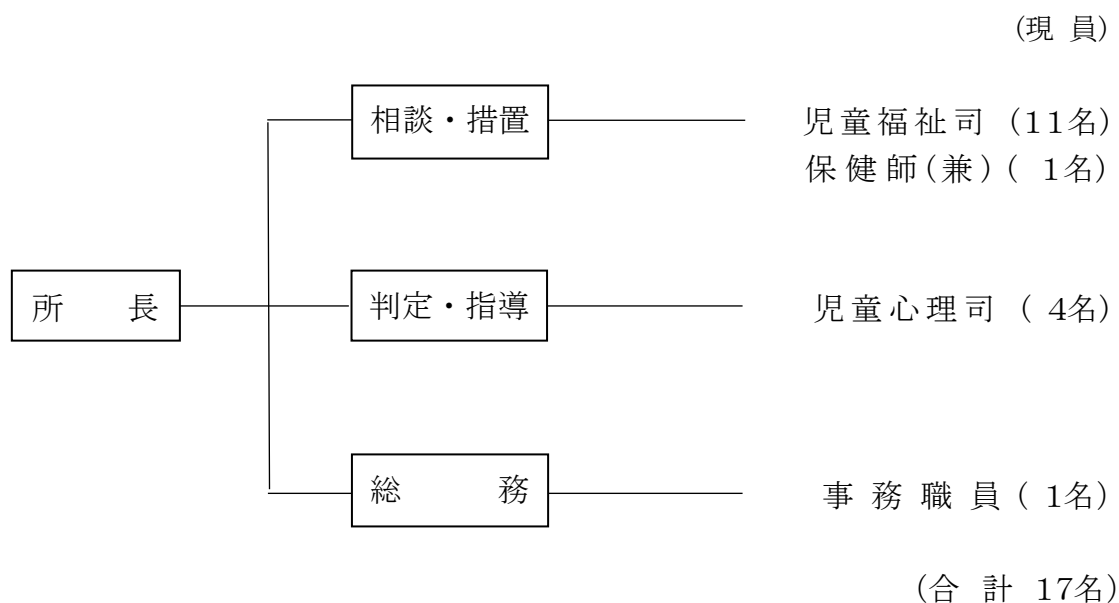 (現 員)
相談・措置
児童福祉司 (11名)
保健師(兼) ( 1名)
所 長
判定・指導
児童心理司 ( 4名)
総 務
事務職員 ( 1名)
(合 計 17名)